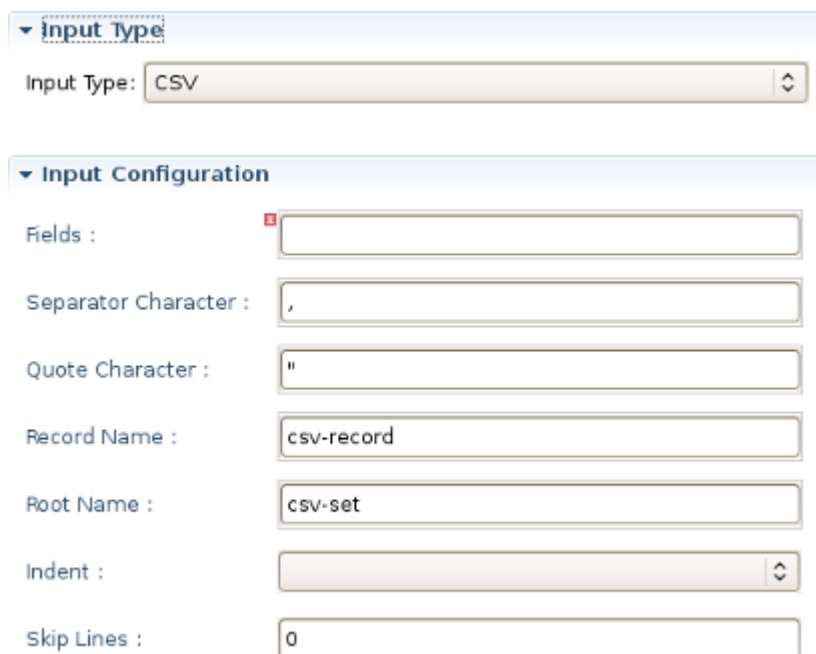 Input Type
Input Type: CSV
Input Configuration
Fields :
Separator Character : ,
Quote Character : "
Record Name : csv-record
Root Name : csv-set
Indent :
Skip Lines : 0